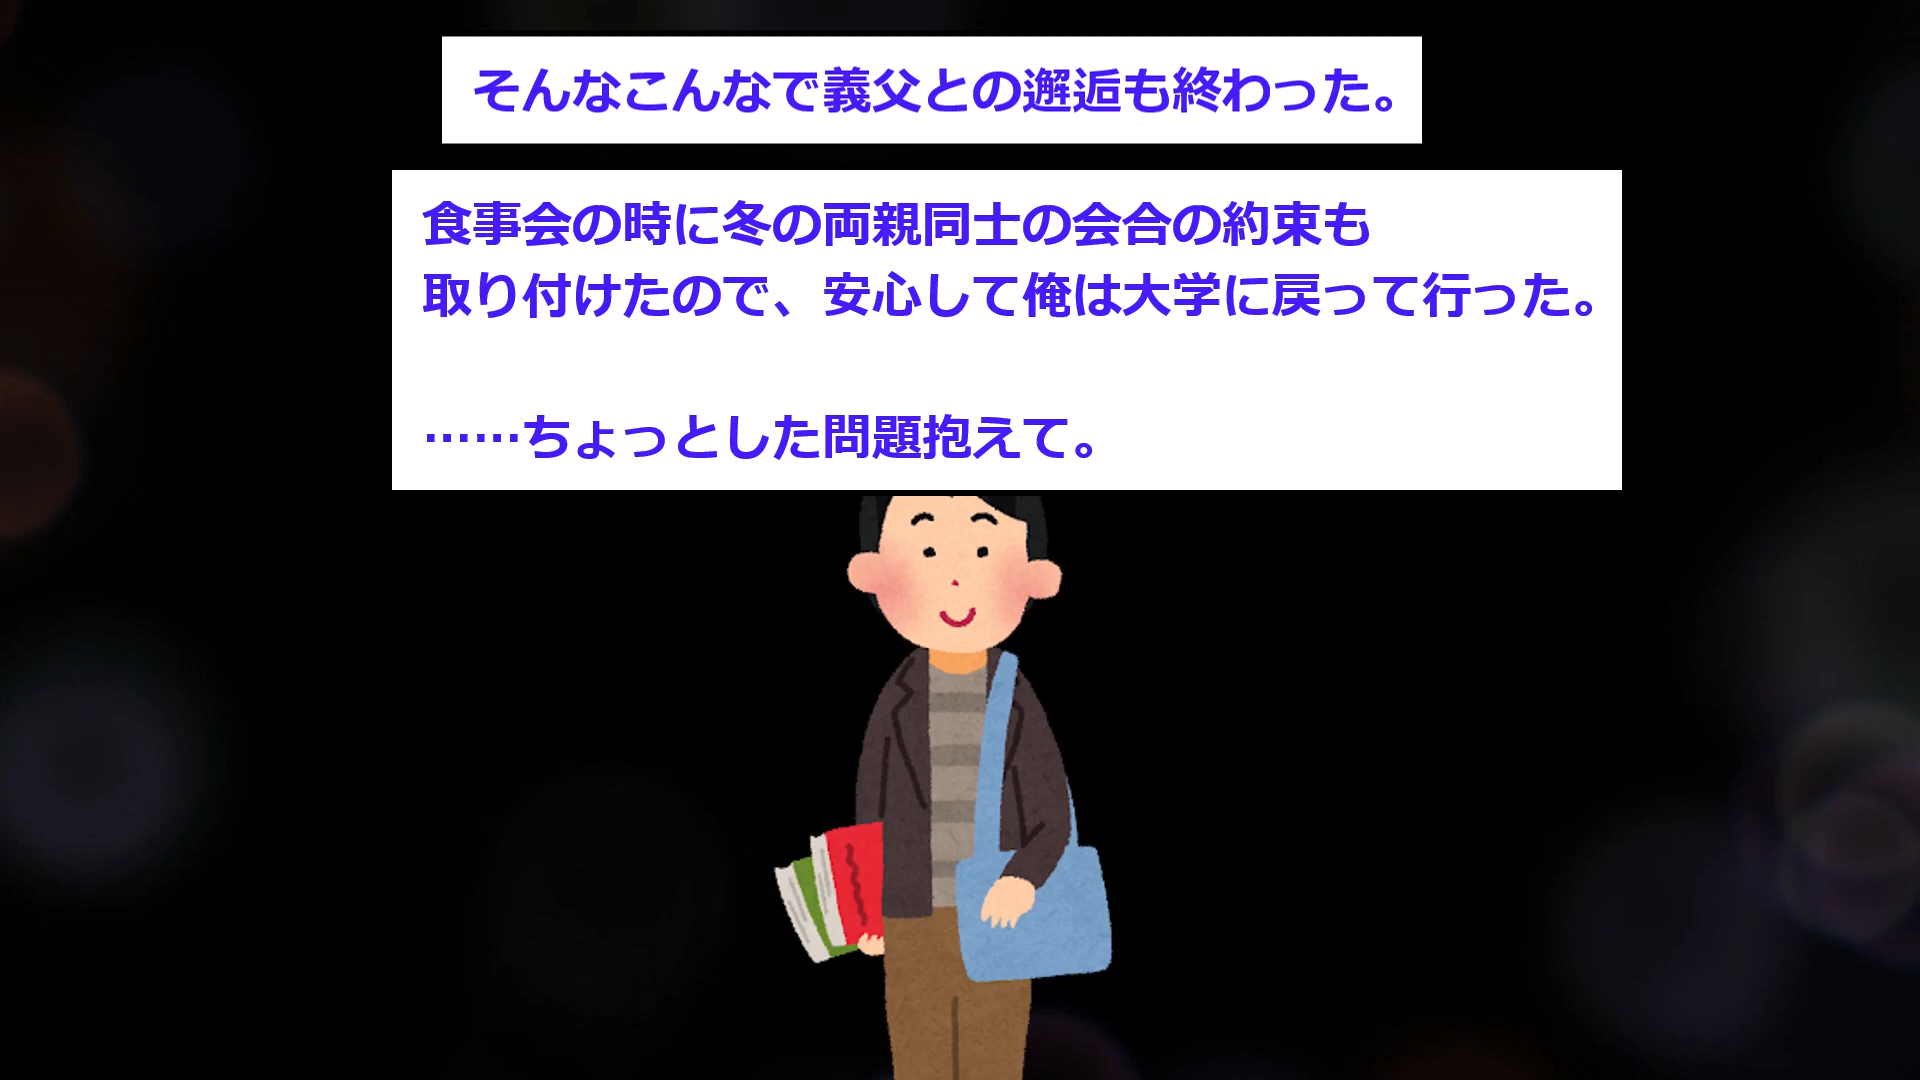 そんなこんなで義父との邂逅も終わった。
食事会の時に冬の両親同士の会合の約束も
取り付けたので、安心して俺は大学に戻って行った。
……ちょっとした問題抱えて。